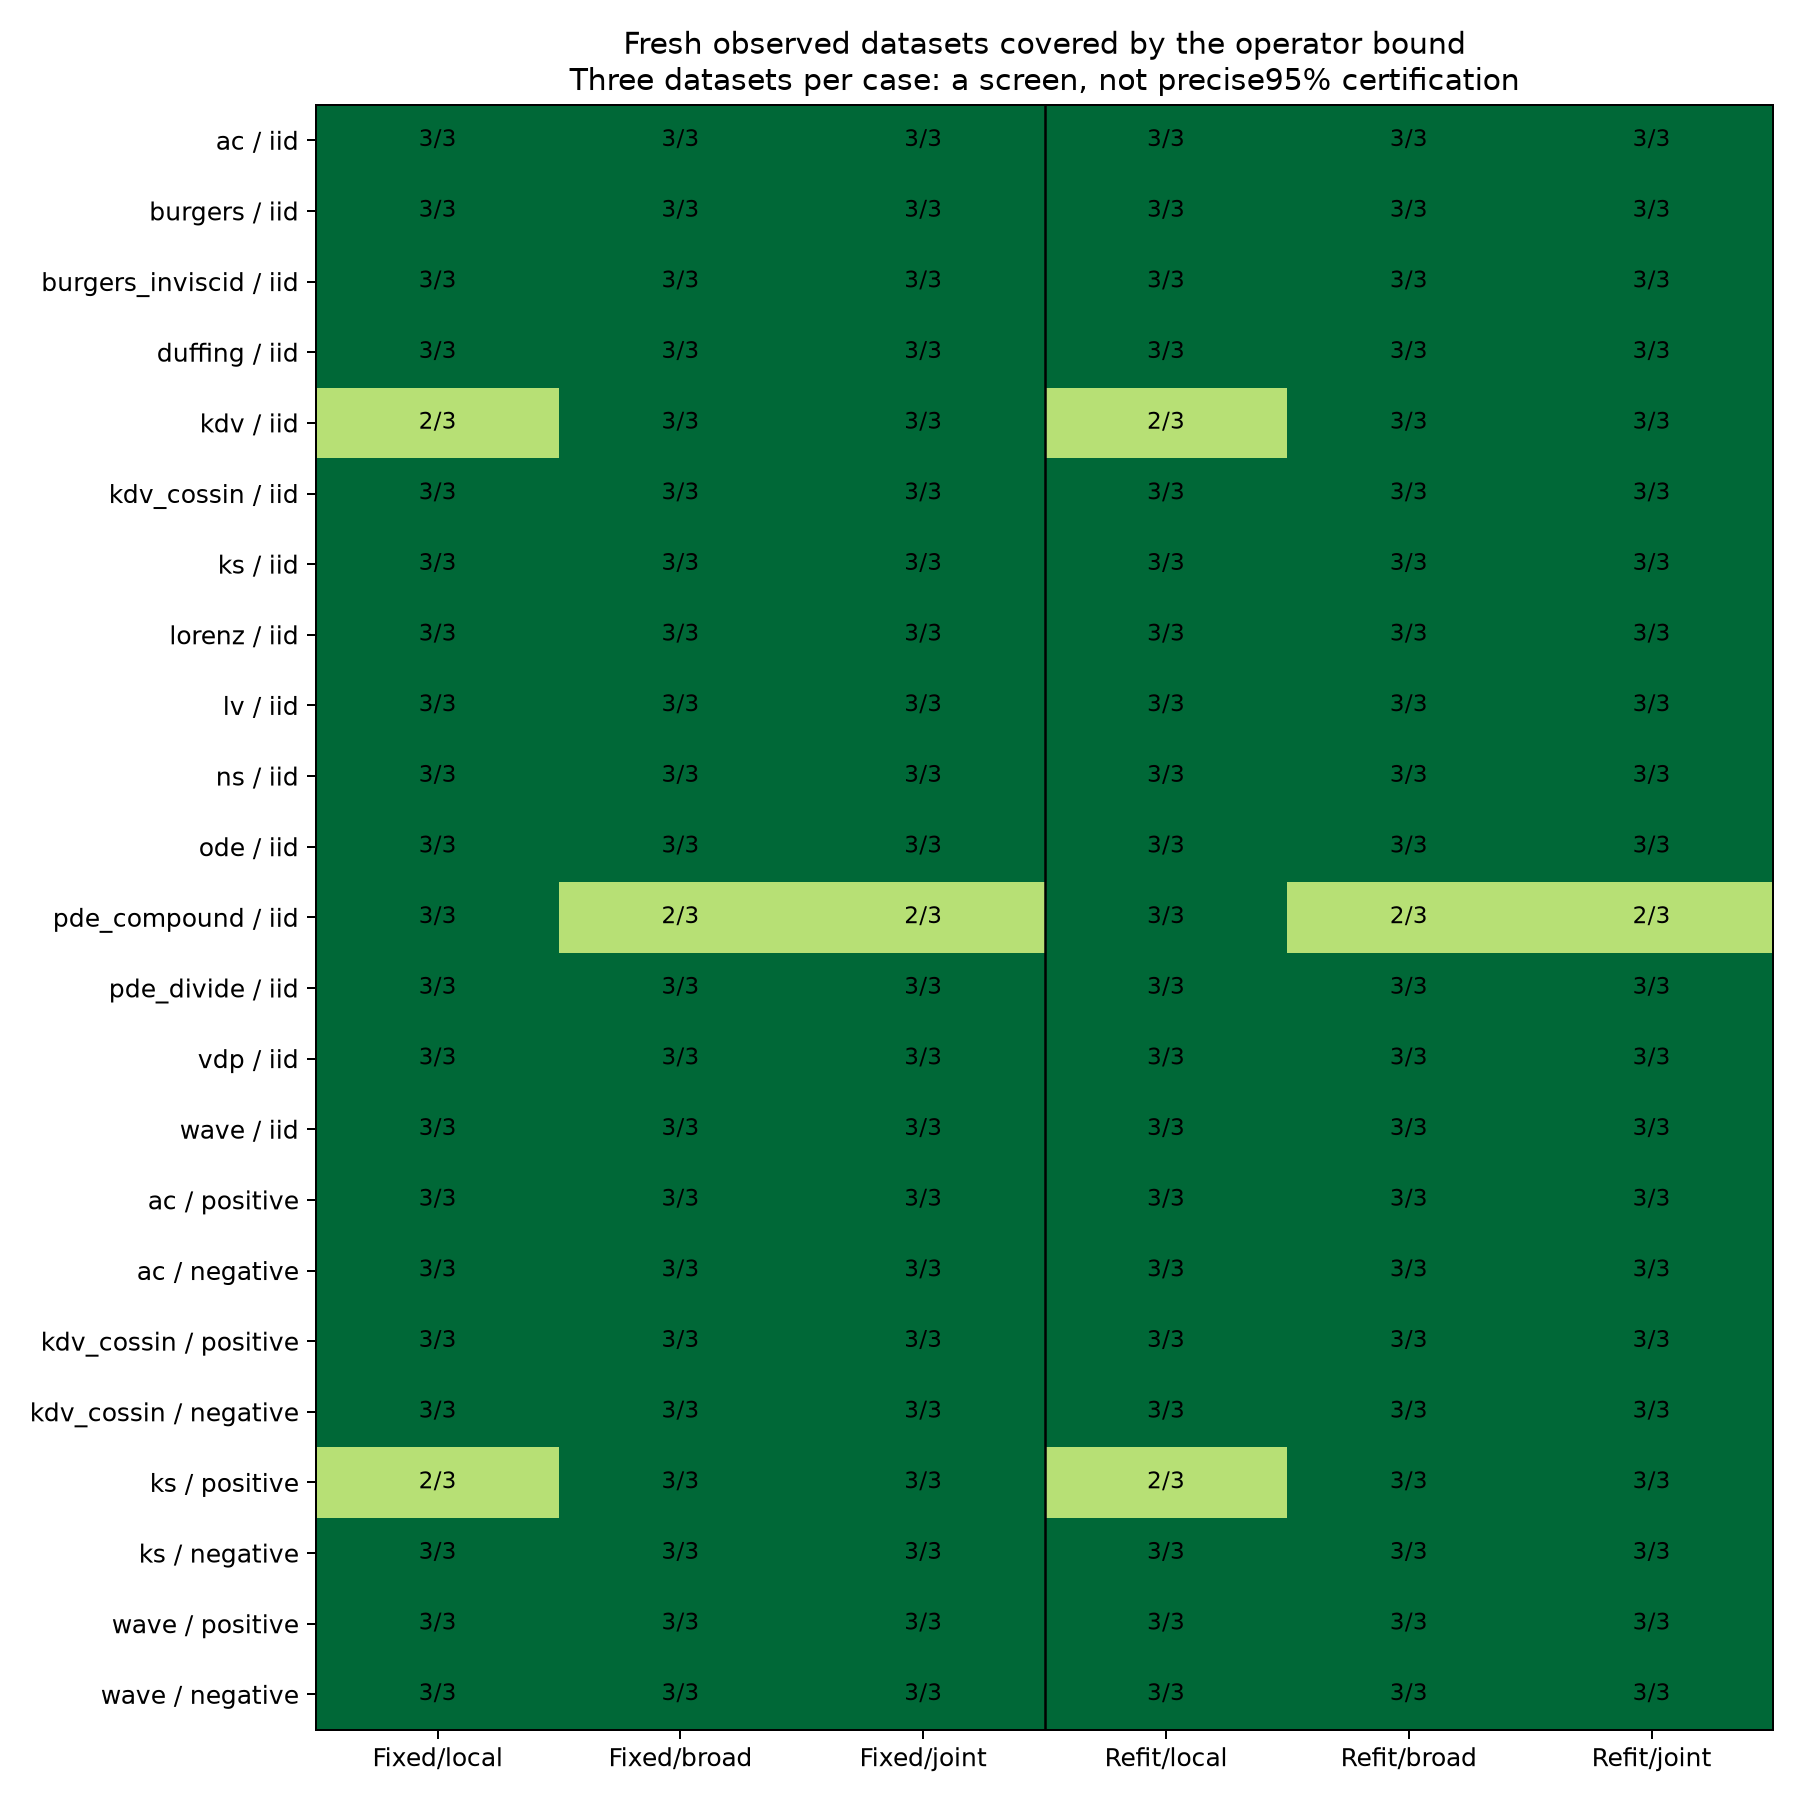 Fresh observed datasets covered by the operator bound
Three datasets per case: a screen, not precise95% certification
ac / iid 3/3 3/3 3/3 3/3 3/3 3/3
burgers / iid 3/3 3/3 3/3 3/3 3/3 3/3
burgers_inviscid / iid 3/3 3/3 3/3 3/3 3/3 3/3
duffing / iid 3/3 3/3 3/3 3/3 3/3 3/3
kdv / iid 2/3 3/3 3/3 2/3 3/3 3/3
kdv_cossin / iid 3/3 3/3 3/3 3/3 3/3 3/3
ks / iid 3/3 3/3 3/3 3/3 3/3 3/3
lorenz / iid 3/3 3/3 3/3 3/3 3/3 3/3
lv / iid 3/3 3/3 3/3 3/3 3/3 3/3
ns / iid 3/3 3/3 3/3 3/3 3/3 3/3
ode / iid 3/3 3/3 3/3 3/3 3/3 3/3
pde_compound / iid 3/3 2/3 2/3 3/3 2/3 2/3
pde_divide / iid 3/3 3/3 3/3 3/3 3/3 3/3
vdp / iid 3/3 3/3 3/3 3/3 3/3 3/3
wave / iid 3/3 3/3 3/3 3/3 3/3 3/3
ac / positive 3/3 3/3 3/3 3/3 3/3 3/3
ac / negative 3/3 3/3 3/3 3/3 3/3 3/3
kdv_cossin / positive 3/3 3/3 3/3 3/3 3/3 3/3
kdv_cossin / negative 3/3 3/3 3/3 3/3 3/3 3/3
ks / positive 2/3 3/3 3/3 2/3 3/3 3/3
ks / negative 3/3 3/3 3/3 3/3 3/3 3/3
wave / positive 3/3 3/3 3/3 3/3 3/3 3/3
wave / negative 3/3 3/3 3/3 3/3 3/3 3/3
Fixed/local Fixed/broad Fixed/joint Refit/local Refit/broad Refit/joint